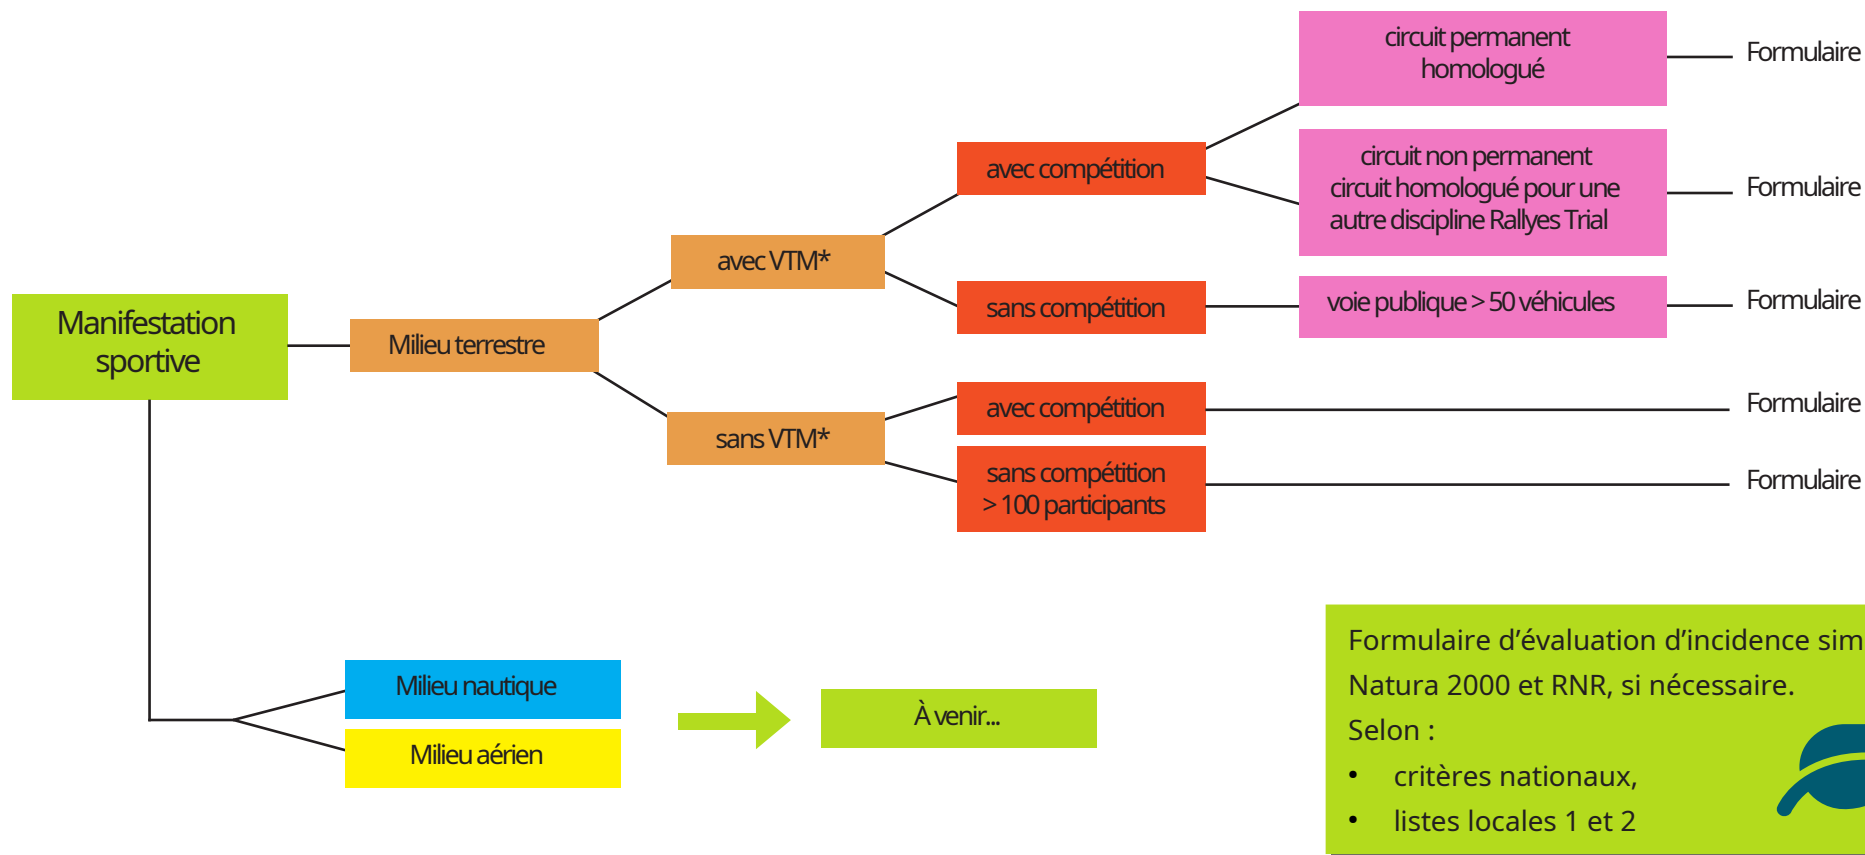 Manifestation
sportive
Milieu terrestre
avec VTM*
sans VTM*
avec compétition
sans compétition
avec compétition
sans compétition
> 100 participants
circuit permanent
homologué
circuit non permanent
circuit homologué pour une
autre discipline Rallyes Trial
voie publique > 50 véhicules
Formulaire
Formulaire
Formulaire
Formulaire
Formulaire
Milieu nautique
Milieu aérien
À venir...
Formulaire d’évaluation d’incidence sim
Natura 2000 et RNR, si nécessaire.
Selon :
• critères nationaux,
• listes locales 1 et 2